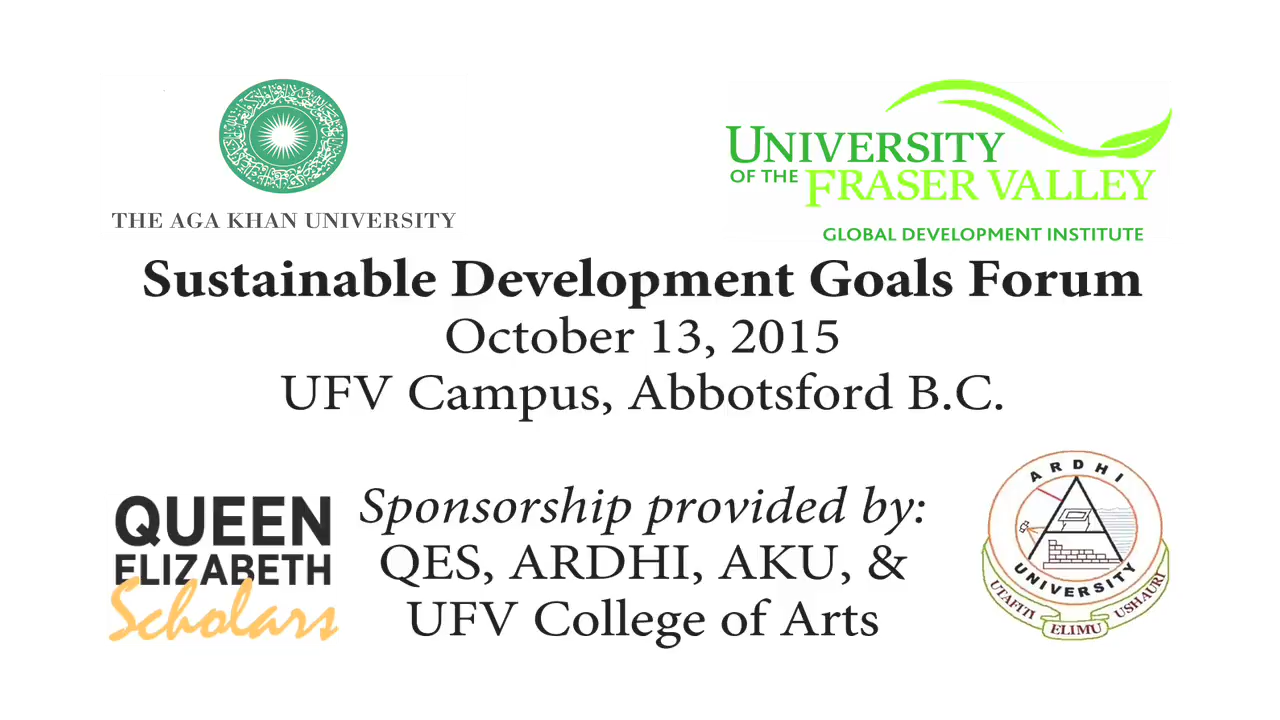 THE AGA KHAN UNIVERSITY
UNIVERSITY
OF THE FRASER VALLEY
GLOBAL DEVELOPMENT INSTITUTE
Sustainable Development Goals Forum
October 13, 2015
UFV Campus, Abbotsford B.C.
QUEEN
ELIZABETH
Scholars
Sponsorship provided by:
QES, ARDHI, AKU, &
UFV College of Arts
ARDHI
UNIVERSITY
UTAFITI ELIMU USHAURI